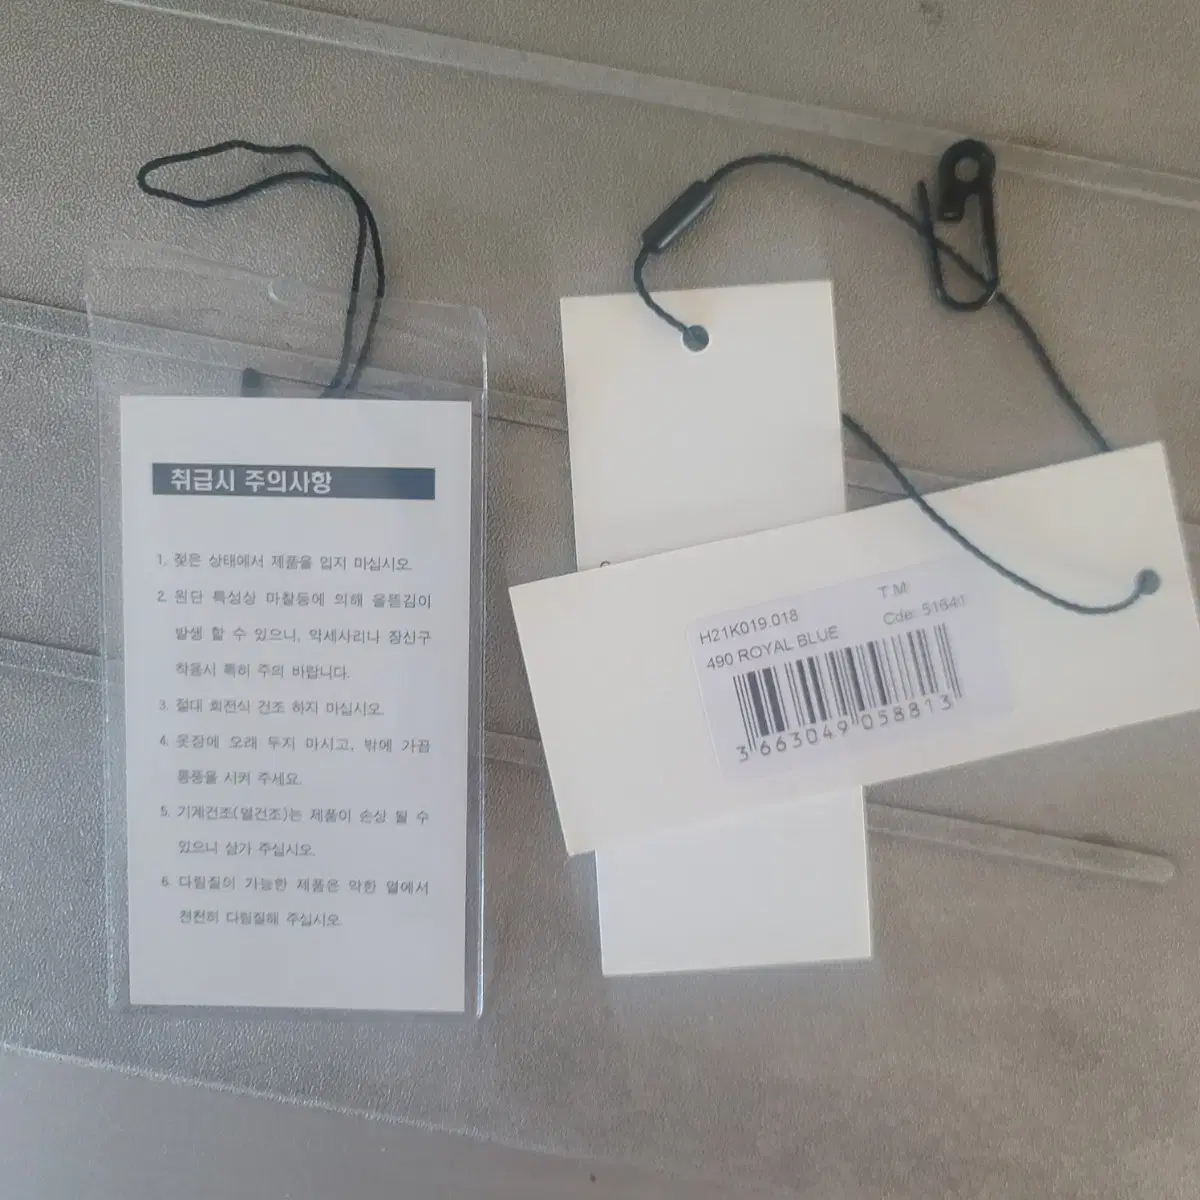 취급시 주의사항
1. 젖은 상태에서 제품을 입지 마십시오.
2. 원단 특성상 마찰등에 의해 올뜯김이
발생 할 수 있으니, 악세사리나 장신구
착용시 특히 주의 바랍니다.
3. 절대 회전식 건조 하지 마십시오.
4. 옷장에 오래 두지 마시고, 밖에 가끔
통풍을 시켜 주세요.
5. 기계건조(열건조)는 제품이 손상 될 수
있으니 삼가 주십시오.
6. 다림질이 가능한 제품은 약한 열에서
천천히 다림질해 주십시오.
T.M
H21K019.018
Cde: 51641
490 ROYAL BLUE
3 663049 058813